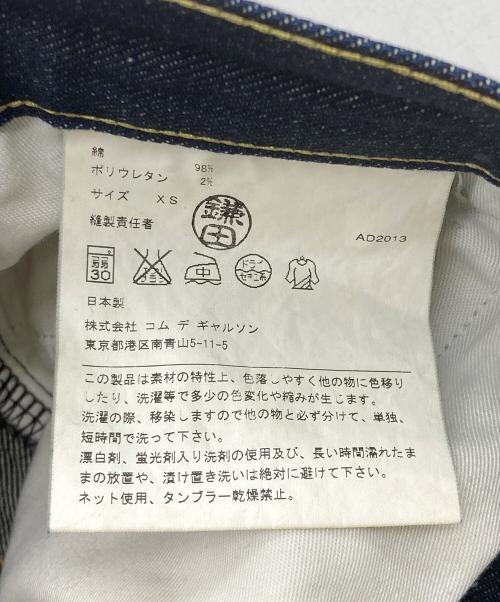 綿 98%
ポリウレタン 2%
サイズ XS
縫製責任者 鎌田
AD2013
弱 30 中 ドライ セキユ系
日本製
株式会社 コム デ ギャルソン
東京都港区南青山5-11-5
この製品は素材の特性上、色落しやすく他の物に色移り
したり、洗濯等で多少の色変化や縮みが生じます。
洗濯の際、移染しますので他の物と必ず分けて、単独、
短時間で洗って下さい。
漂白剤、蛍光剤入り洗剤の使用及び、長い時間濡れたま
まの放置や、漬け置き洗いは絶対に避けて下さい。
ネット使用、タンブラー乾燥禁止。